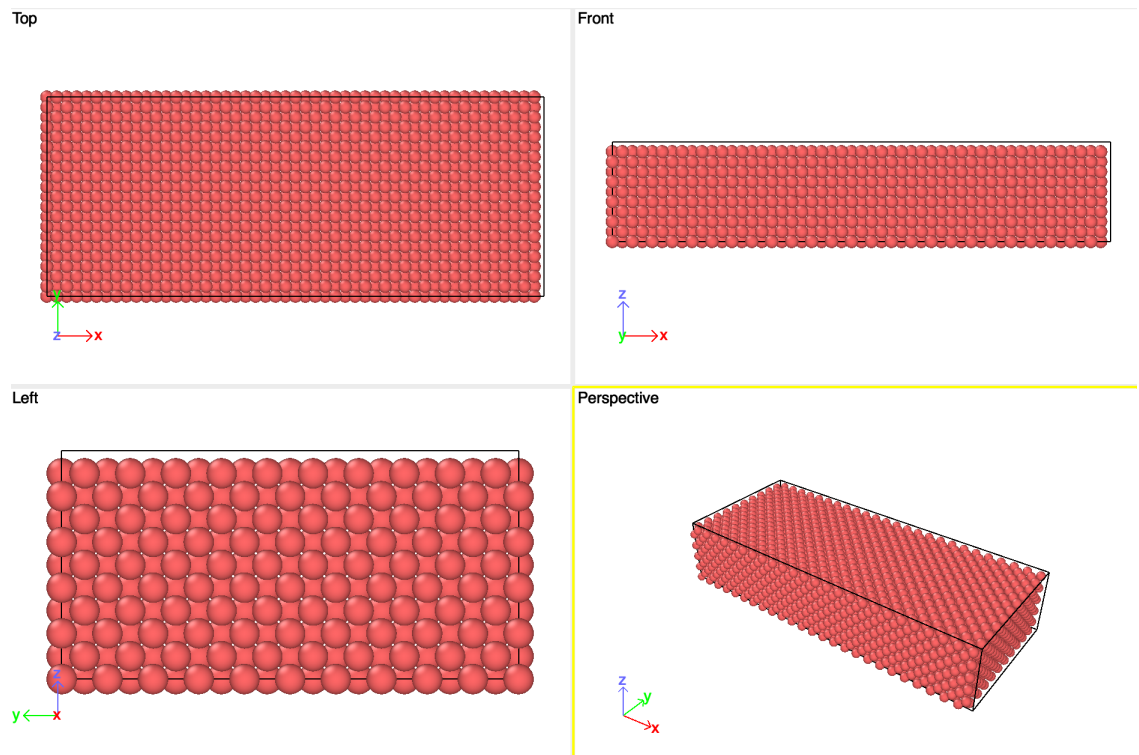 Top
Front
y
z x
z
y x
Left
Perspective
z
y x
z
y
x